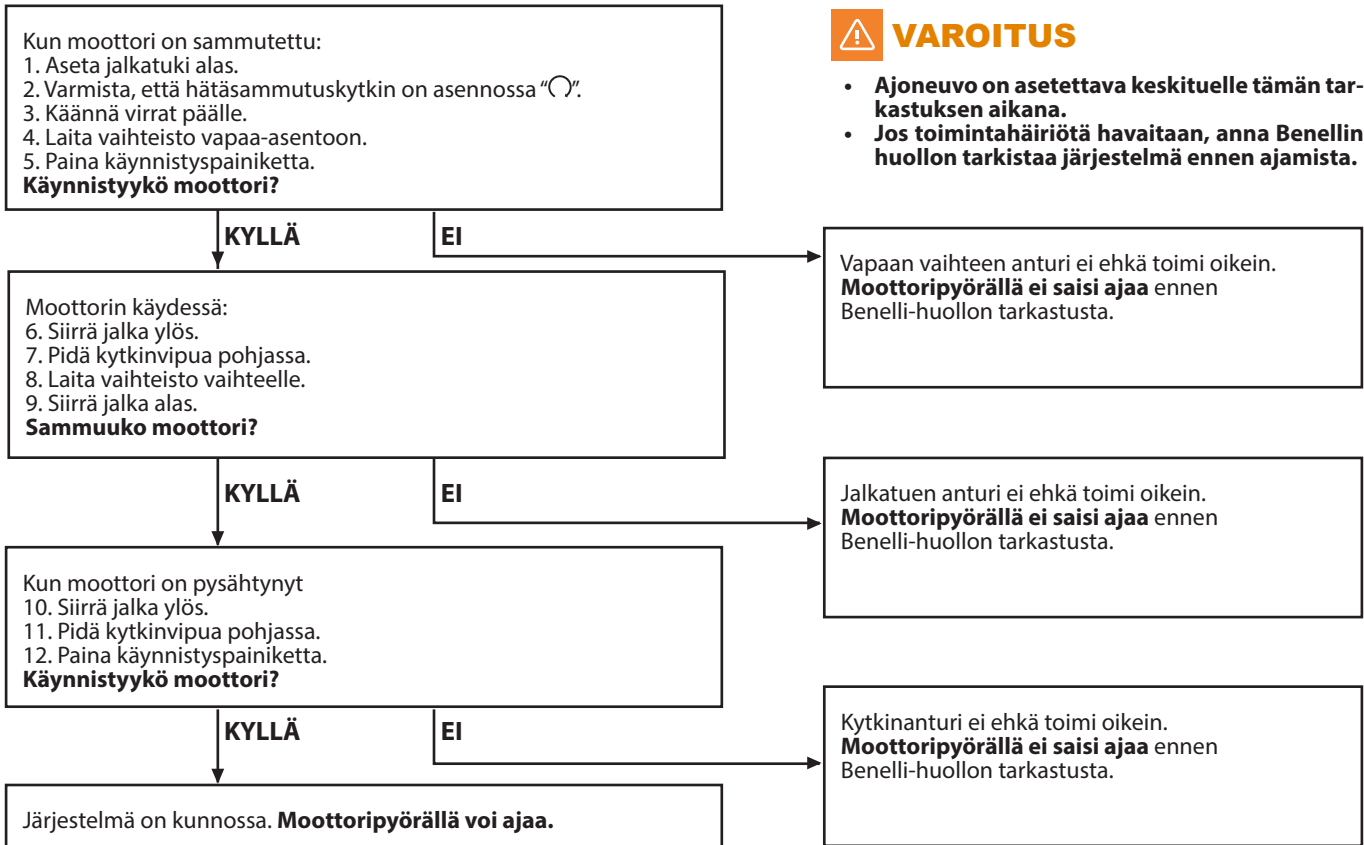 Kun moottori on sammutettu:
1. Aseta jalkatuki alas.
2. Varmista, että hätäsammutuskytkin on asennossa “◯”.
3. Käännä virrat päälle.
4. Laita vaihteisto vapaa-asentoon.
5. Paina käynnistyspainiketta.
Käynnistyykö moottori?
VAROITUS
• Ajoneuvo on asetettava keskituelle tämän tar-
kastuksen aikana.
• Jos toimintahäiriötä havaitaan, anna Benellin
huollon tarkistaa järjestelmä ennen ajamista.
KYLLÄ
EI
Vapaan vaihteen anturi ei ehkä toimi oikein.
Moottoripyörällä ei saisi ajaa ennen
Benelli-huollon tarkastusta.
Moottorin käydessä:
6. Siirrä jalka ylös.
7. Pidä kytkinvipua pohjassa.
8. Laita vaihteisto vaihteelle.
9. Siirrä jalka alas.
Sammuuko moottori?
KYLLÄ
EI
Jalkatuen anturi ei ehkä toimi oikein.
Moottoripyörällä ei saisi ajaa ennen
Benelli-huollon tarkastusta.
Kun moottori on pysähtynyt
10. Siirrä jalka ylös.
11. Pidä kytkinvipua pohjassa.
12. Paina käynnistyspainiketta.
Käynnistyykö moottori?
KYLLÄ
EI
Kytkinanturi ei ehkä toimi oikein.
Moottoripyörällä ei saisi ajaa ennen
Benelli-huollon tarkastusta.
Järjestelmä on kunnossa. Moottoripyörällä voi ajaa.